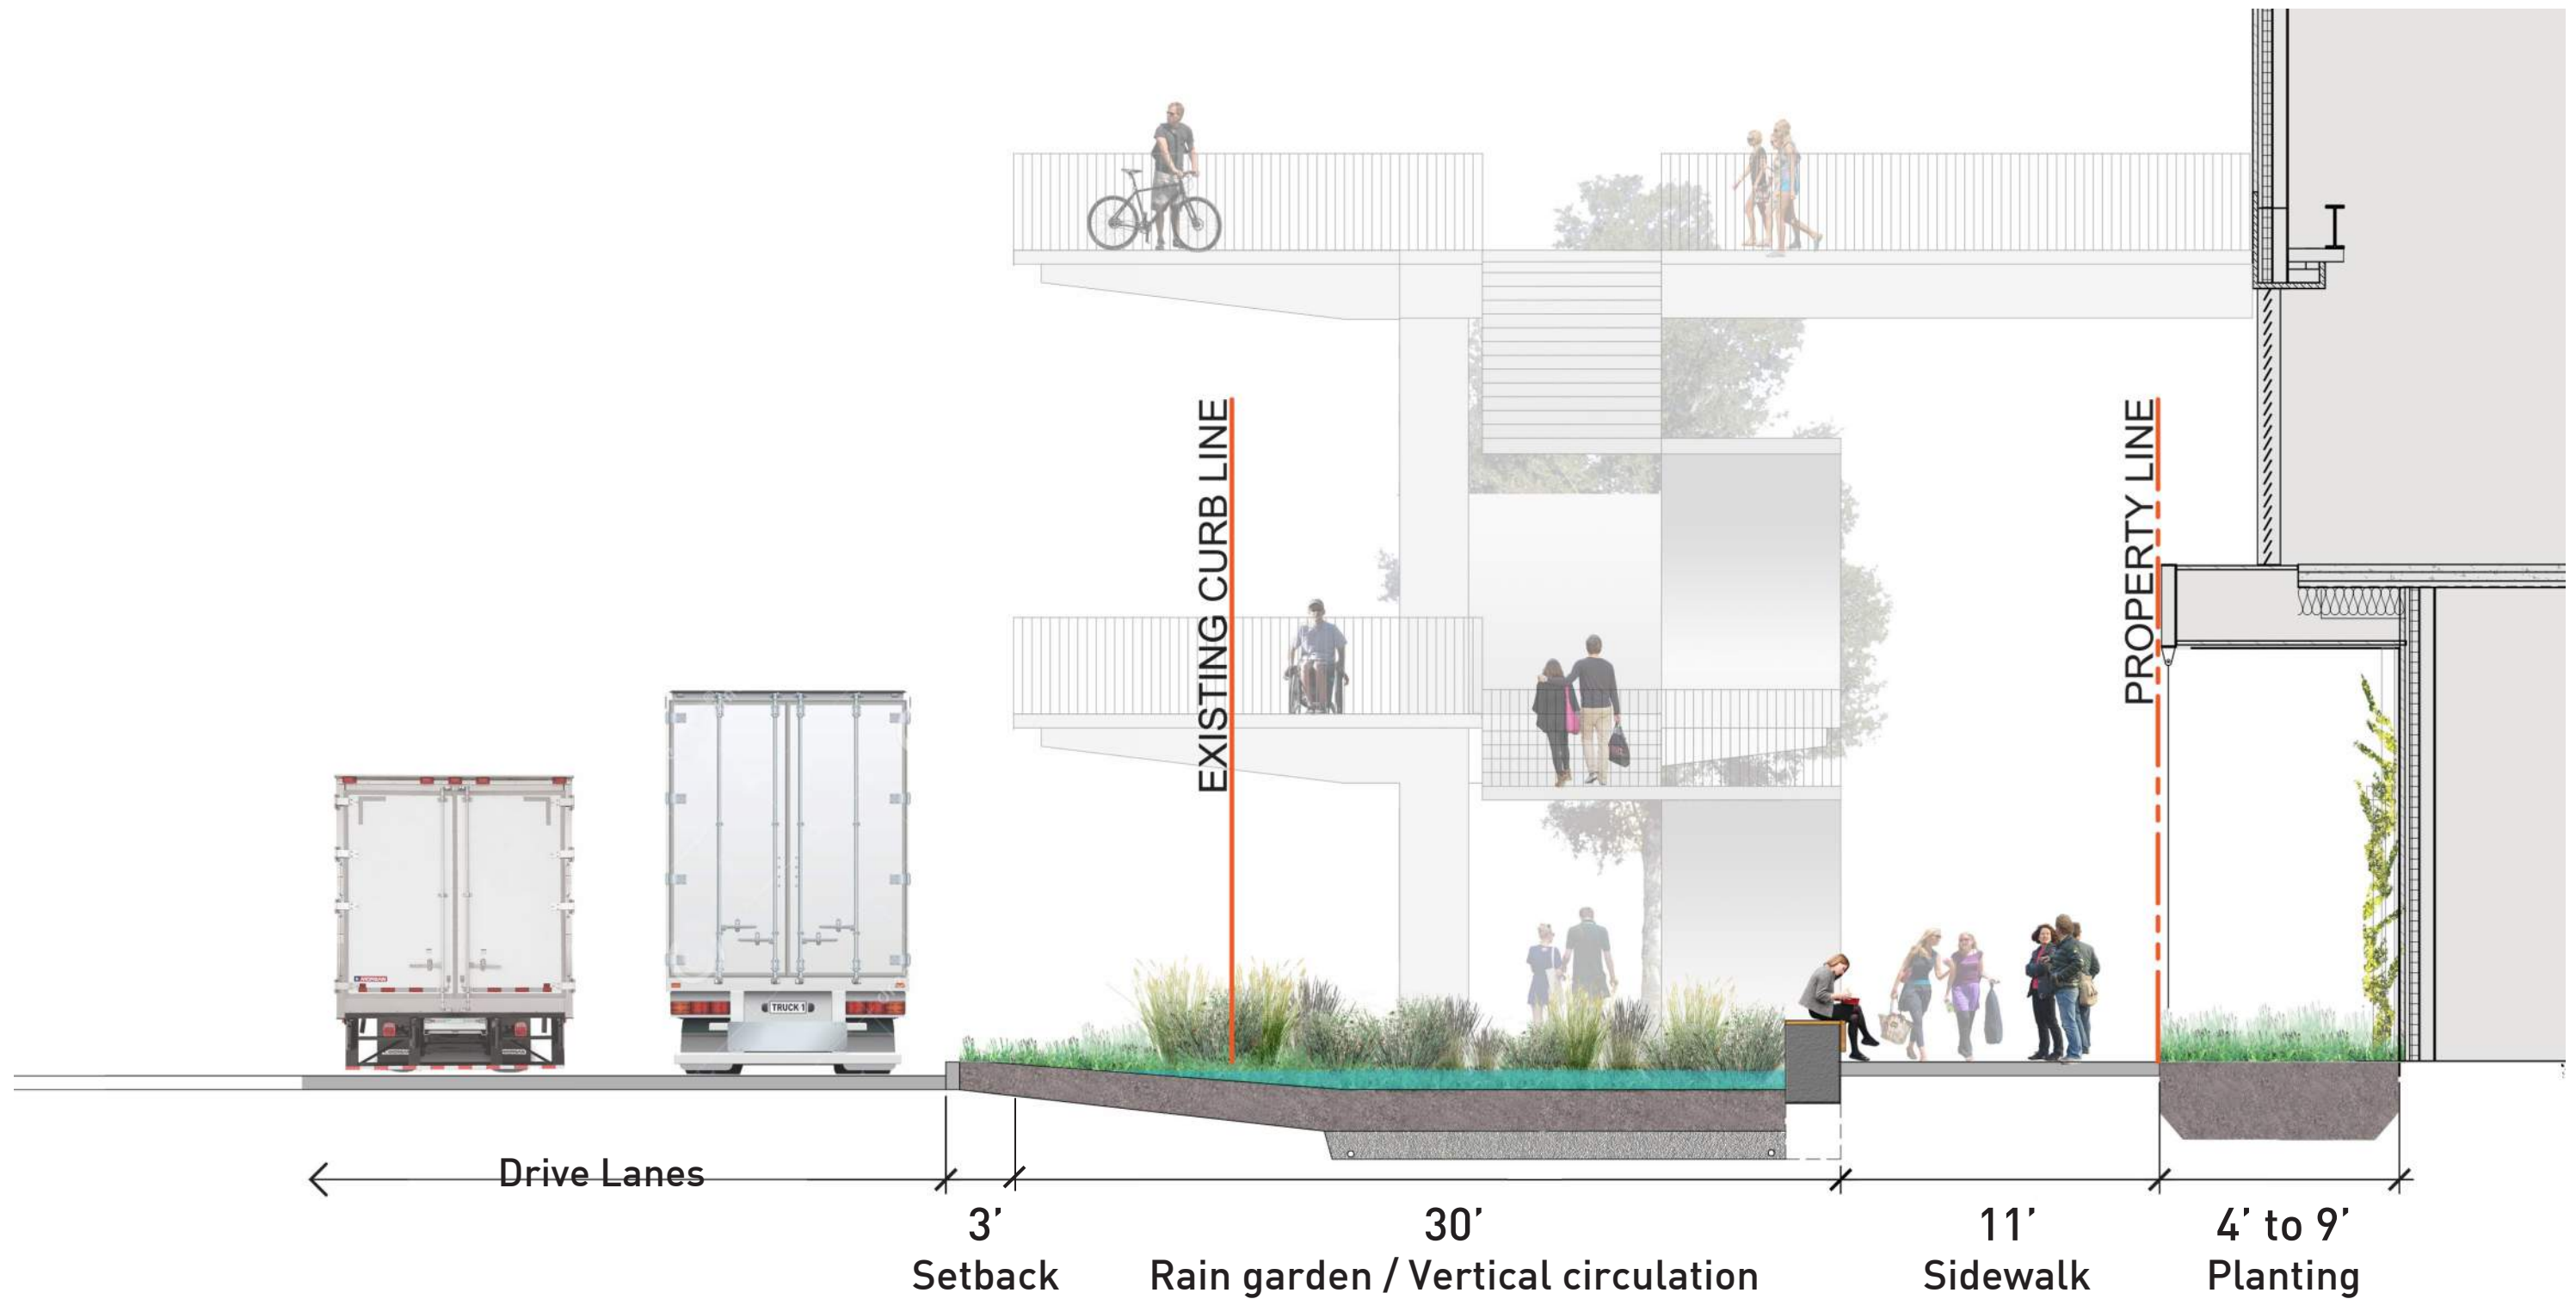 EXISTING CURB LINE
PROPERTY LINE
TRUCK 1
Drive Lanes
3’
30’
11’
4’ to 9’
Setback
Rain garden / Vertical circulation
Sidewalk
Planting